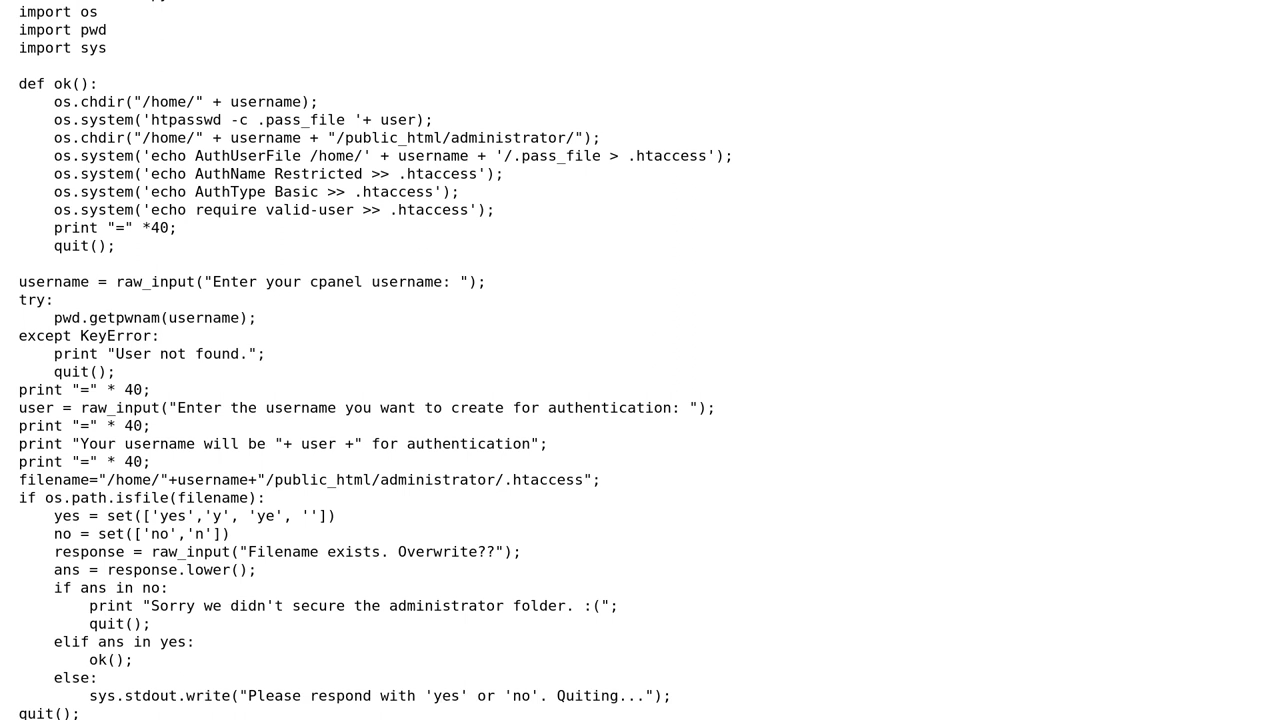 import os
import pwd
import sys

def ok():
    os.chdir("/home/" + username);
    os.system('htpasswd -c .pass_file '+ user);
    os.chdir("/home/" + username + "/public_html/administrator/");
    os.system('echo AuthUserFile /home/' + username + '/.pass_file > .htaccess');
    os.system('echo AuthName Restricted >> .htaccess');
    os.system('echo AuthType Basic >> .htaccess');
    os.system('echo require valid-user >> .htaccess');
    print "=" *40;
    quit();

username = raw_input("Enter your cpanel username: ");
try:
    pwd.getpwnam(username);
except KeyError:
    print "User not found.";
    quit();
print "=" * 40;
user = raw_input("Enter the username you want to create for authentication: ");
print "=" * 40;
print "Your username will be "+ user +" for authentication";
print "=" * 40;
filename="/home/"+username+"/public_html/administrator/.htaccess";
if os.path.isfile(filename):
    yes = set(['yes','y', 'ye', ''])
    no = set(['no','n'])
    response = raw_input("Filename exists. Overwrite??");
    ans = response.lower();
    if ans in no:
        print "Sorry we didn't secure the administrator folder. :(";
        quit();
    elif ans in yes:
        ok();
    else:
        sys.stdout.write("Please respond with 'yes' or 'no'. Quiting...");
quit();